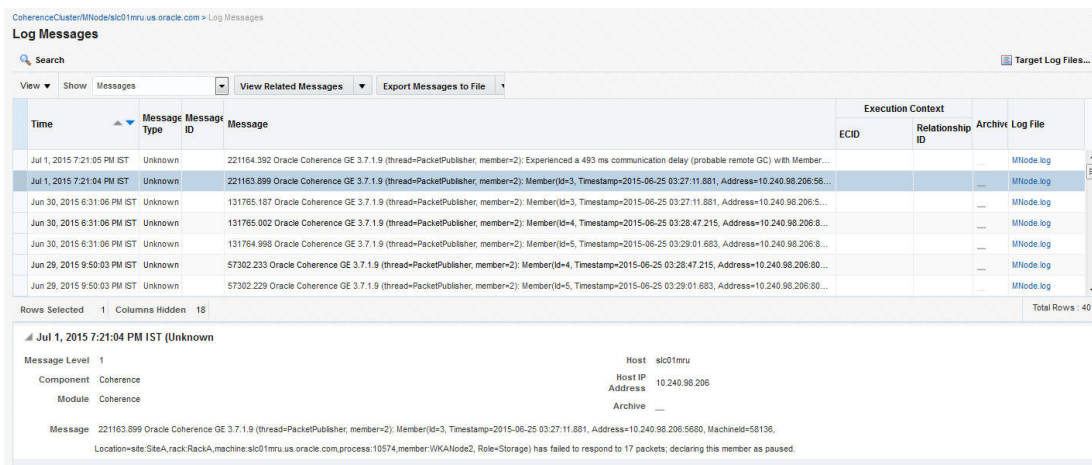 CoherenceCluster/MNode/slc01mru.us.oracle.com > Log Messages
Log Messages
Search
Target Log Files...
View Show Messages View Related Messages Export Messages to File
Execution Context
Time Message Type Message ID Message ECID Relationship ID Archive Log File
Jul 1, 2015 7:21:05 PM IST Unknown 221164.392 Oracle Coherence GE 3.7.1.9 (thread=PacketPublisher, member=2): Experienced a 493 ms communication delay (probable remote GC) with Member... MNode.log
Jul 1, 2015 7:21:04 PM IST Unknown 221163.899 Oracle Coherence GE 3.7.1.9 (thread=PacketPublisher, member=2): Member(Id=3, Timestamp=2015-06-25 03:27:11.881, Address=10.240.98.206:56... MNode.log
Jun 30, 2015 6:31:06 PM IST Unknown 131765.187 Oracle Coherence GE 3.7.1.9 (thread=PacketPublisher, member=2): Member(Id=3, Timestamp=2015-06-25 03:27:11.881, Address=10.240.98.206:5... MNode.log
Jun 30, 2015 6:31:06 PM IST Unknown 131765.002 Oracle Coherence GE 3.7.1.9 (thread=PacketPublisher, member=2): Member(Id=4, Timestamp=2015-06-25 03:28:47.215, Address=10.240.98.206:8... MNode.log
Jun 30, 2015 6:31:06 PM IST Unknown 131764.998 Oracle Coherence GE 3.7.1.9 (thread=PacketPublisher, member=2): Member(Id=5, Timestamp=2015-06-25 03:29:01.683, Address=10.240.98.206:8... MNode.log
Jun 29, 2015 9:50:03 PM IST Unknown 57302.233 Oracle Coherence GE 3.7.1.9 (thread=PacketPublisher, member=2): Member(Id=4, Timestamp=2015-06-25 03:28:47.215, Address=10.240.98.206:80... MNode.log
Jun 29, 2015 9:50:03 PM IST Unknown 57302.229 Oracle Coherence GE 3.7.1.9 (thread=PacketPublisher, member=2): Member(Id=5, Timestamp=2015-06-25 03:29:01.683, Address=10.240.98.206:80... MNode.log
Rows Selected 1 Columns Hidden 18 Total Rows : 40
Jul 1, 2015 7:21:04 PM IST (Unknown
Message Level 1 Host slc01mru
Component Coherence Host IP Address 10.240.98.206
Module Coherence Archive
Message 221163.899 Oracle Coherence GE 3.7.1.9 (thread=PacketPublisher, member=2): Member(Id=3, Timestamp=2015-06-25 03:27:11.881, Address=10.240.98.206:5680, MachineId=58136,
Location=site:SiteA,rack:RackA,machine:slc01mru.us.oracle.com,process:10574,member:WKANode2, Role=Storage) has failed to respond to 17 packets; declaring this member as paused.